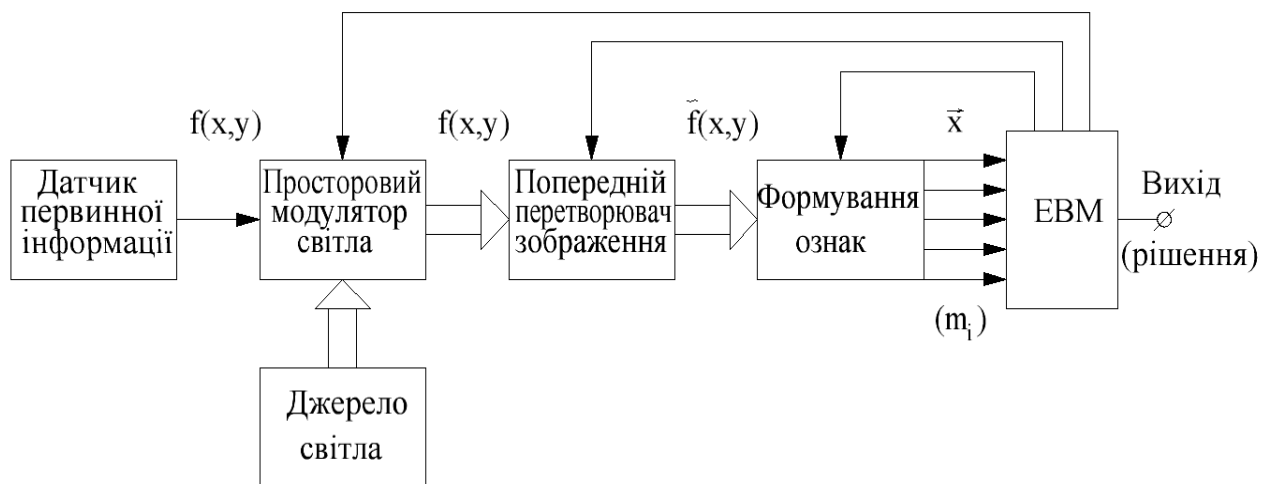 f(x,y)
f(x,y)
f̃(x,y)
x⃗
Датчик
первинної
інформації
Просторовий
модулятор
світла
Попередній
перетворювач
зображення
Формування
ознак
ЕВМ
Вихід
(рішення)
(mᵢ)
Джерело
світла